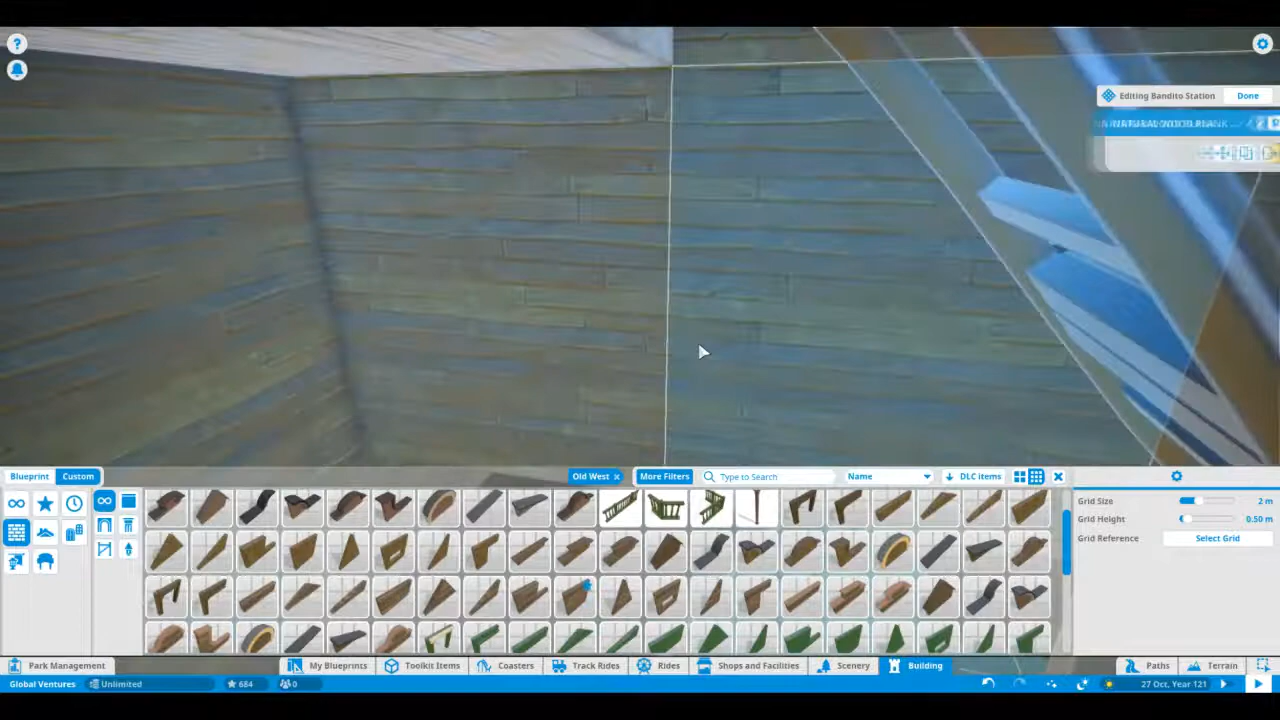 ?
Editing Bandito Station Done
Blueprint Custom
Old West × More Filters Type to Search Name DLC items
Grid Size 2 m
Grid Height 0.50 m
Grid Reference Select Grid
Park Management My Blueprints Toolkit Items Coasters Track Rides Rides Shops and Facilities Scenery Building Paths Terrain
Global Ventures Unlimited 684 0 27 Oct, Year 121